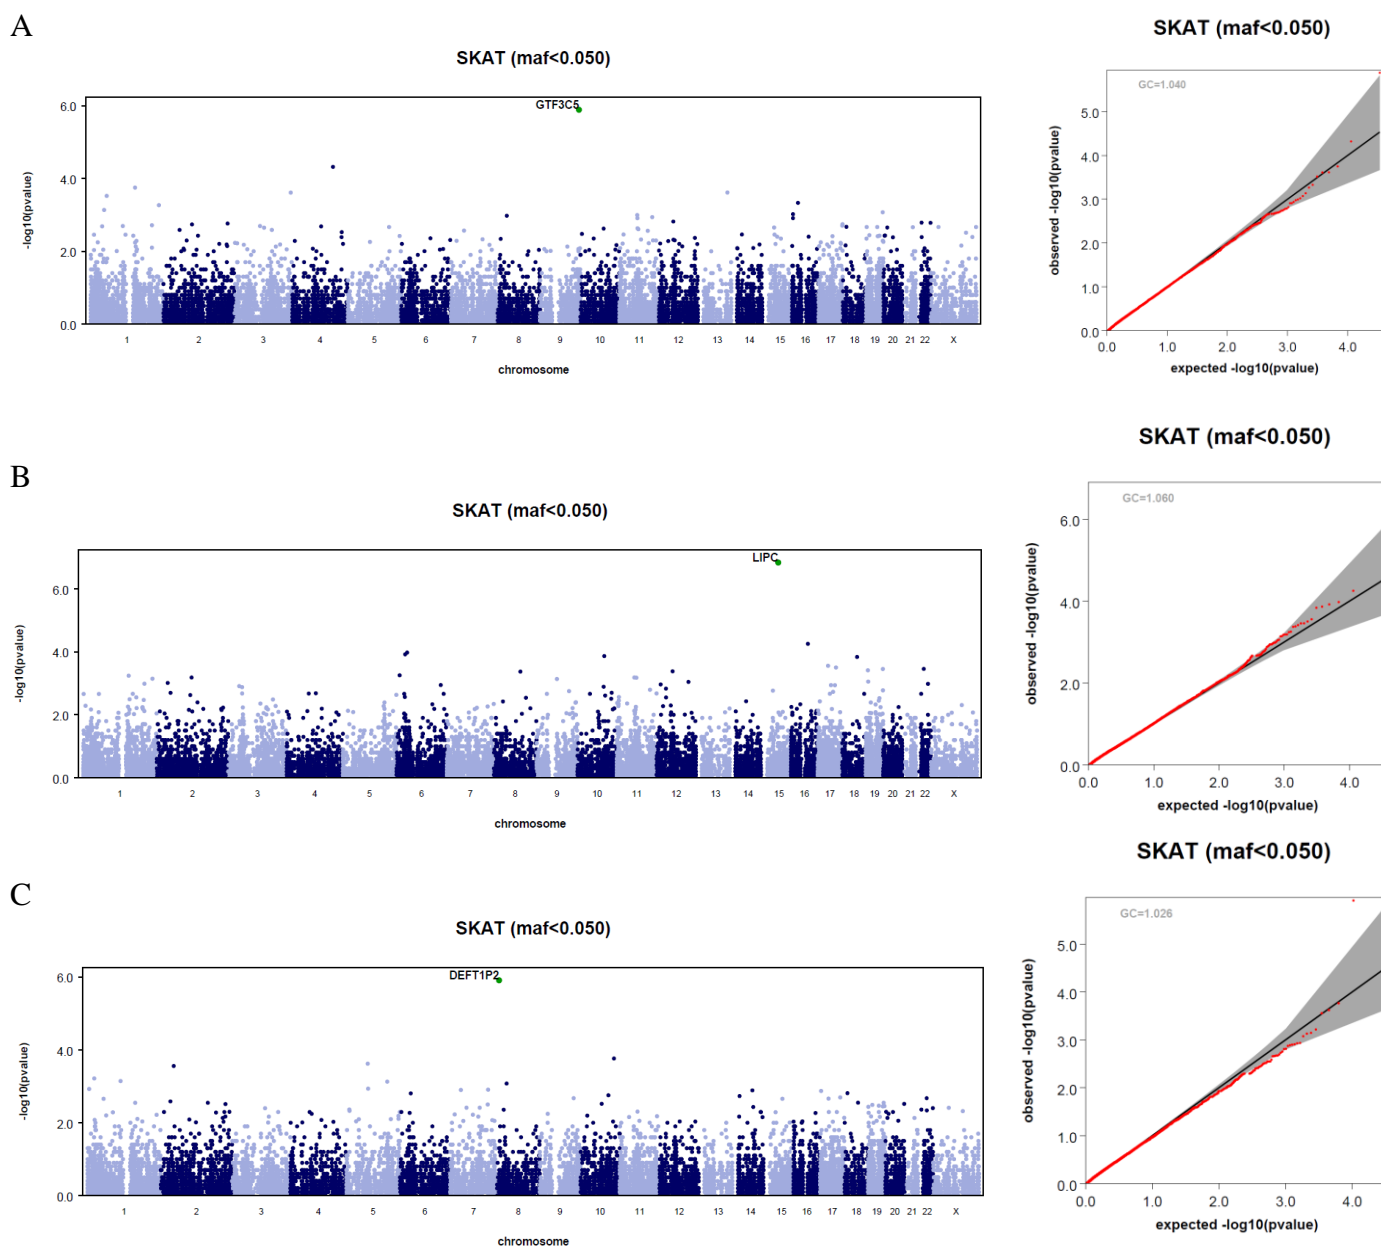 A
SKAT (maf<0.050)
6.0
4.0
2.0
0.0
-log10(pvalue)
GTF3C5
1 2 3 4 5 6 7 8 9 10 11 12 13 14 15 16 17 18 19 20 21 22 X
chromosome
SKAT (maf<0.050)
GC=1.040
5.0
4.0
3.0
2.0
1.0
0.0
observed -log10(pvalue)
0.0 1.0 2.0 3.0 4.0
expected -log10(pvalue)
B
SKAT (maf<0.050)
6.0
4.0
2.0
0.0
-log10(pvalue)
LIPC
1 2 3 4 5 6 7 8 9 10 11 12 13 14 15 16 17 18 19 20 21 22 X
chromosome
SKAT (maf<0.050)
GC=1.060
6.0
4.0
2.0
0.0
observed -log10(pvalue)
0.0 1.0 2.0 3.0 4.0
expected -log10(pvalue)
C
SKAT (maf<0.050)
6.0
4.0
2.0
0.0
-log10(pvalue)
DEFT1P2
1 2 3 4 5 6 7 8 9 10 11 12 13 14 15 16 17 18 19 20 21 22 X
chromosome
SKAT (maf<0.050)
GC=1.026
5.0
4.0
3.0
2.0
1.0
0.0
observed -log10(pvalue)
0.0 1.0 2.0 3.0 4.0
expected -log10(pvalue)